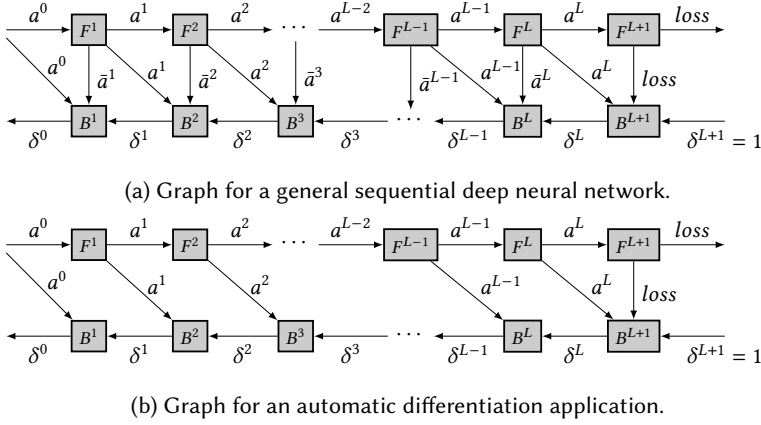 a^0 F^1 a^1 F^2 a^2 ··· a^{L-2} F^{L-1} a^{L-1} F^L a^L F^{L+1} loss
a^0 ā^1 a^1 ā^2 a^2 ā^3 ā^{L-1} a^{L-1} ā^L a^L loss
B^1 B^2 B^3 ··· B^L B^{L+1}
δ^0 δ^1 δ^2 δ^3 δ^{L-1} δ^L δ^{L+1} = 1
(a) Graph for a general sequential deep neural network.
a^0 F^1 a^1 F^2 a^2 ··· a^{L-2} F^{L-1} a^{L-1} F^L a^L F^{L+1} loss
a^0 a^1 a^2 a^{L-1} a^L loss
B^1 B^2 B^3 ··· B^L B^{L+1}
δ^0 δ^1 δ^2 δ^3 δ^{L-1} δ^L δ^{L+1} = 1
(b) Graph for an automatic differentiation application.